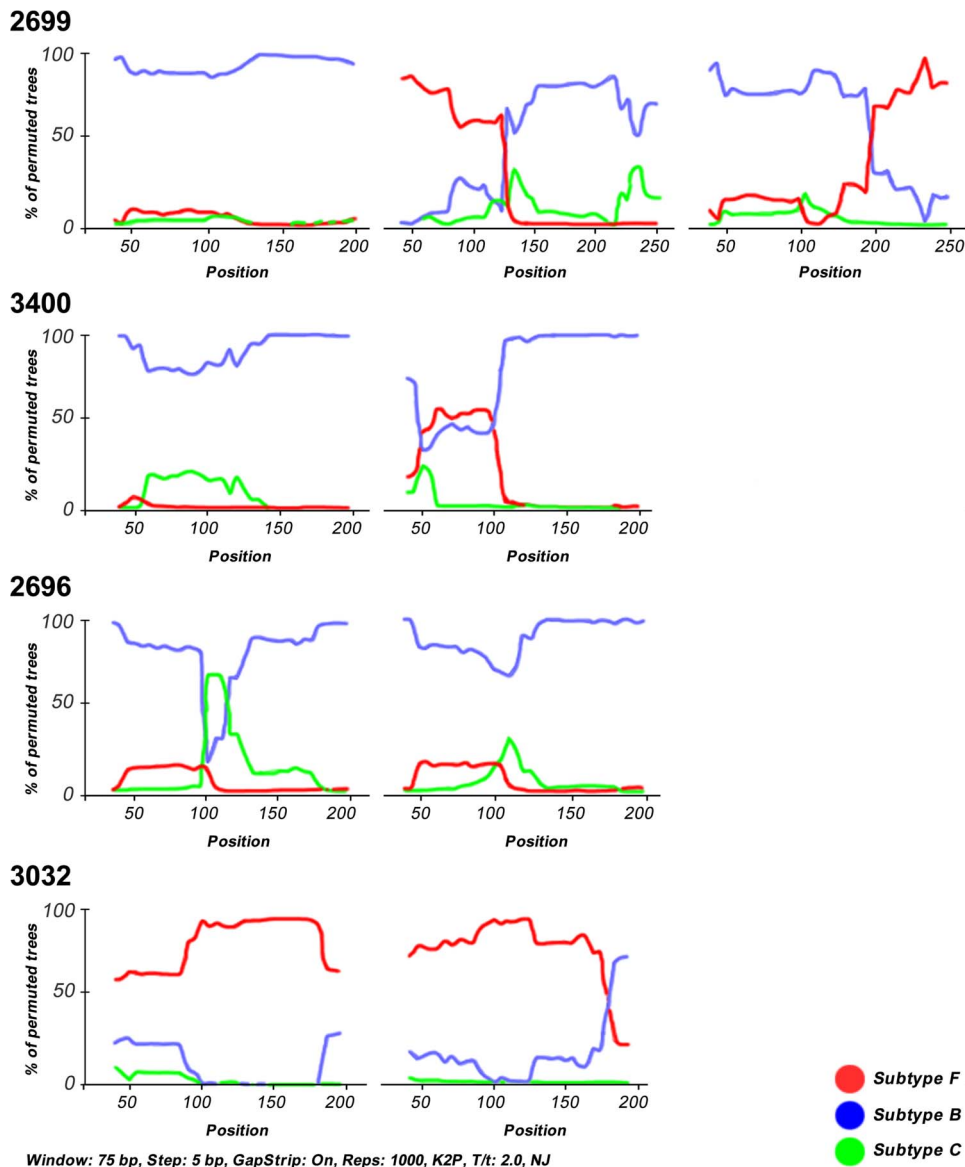 2699
% of permuted trees
100
50
0
50 100 150 200
Position
50 100 150 200 250
Position
50 100 200 250
Position
3400
% of permuted trees
100
50
0
50 100 150 200
Position
50 100 150 200
Position
2696
% of permuted trees
100
50
0
50 100 150 200
Position
50 100 150 200
Position
3032
% of permuted trees
100
50
0
50 100 150 200
Position
50 100 150 200
Position
Subtype F
Subtype B
Subtype C
Window: 75 bp, Step: 5 bp, GapStrip: On, Reps: 1000, K2P, T/t: 2.0, NJ